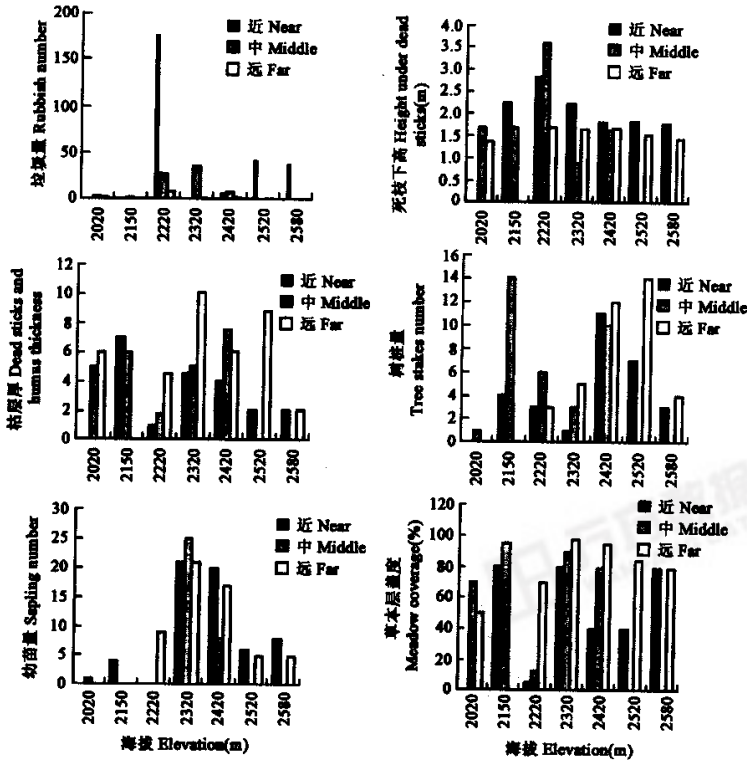 垃圾量 Rubbish number
200
150
100
50
0
近 Near
中 Middle
远 Far
2020 2150 2220 2320 2420 2520 2580
死枝下高 Height under dead
sticks(m)
4.0
3.5
3.0
2.5
2.0
1.5
1.0
0.5
0
近 Near
中 Middle
远 Far
2020 2150 2220 2320 2420 2520 2580
枯层厚 Dead sticks and
humus thickness
12
10
8
6
4
2
0
近 Near
中 Middle
远 Far
2020 2150 2220 2320 2420 2520 2580
树桩量
Tree stakes number
16
14
12
10
8
6
4
2
0
近 Near
中 Middle
远 Far
2020 2150 2220 2320 2420 2520 2580
幼苗量 Sapling number
30
25
20
15
10
5
0
近 Near
中 Middle
远 Far
2020 2150 2220 2320 2420 2520 2580
海拔 Elevation(m)
草本层盖度
Meadow coverage(%)
120
100
80
60
40
20
0
近 Near
中 Middle
远 Far
2020 2150 2220 2320 2420 2520 2580
海拔 Elevation(m)